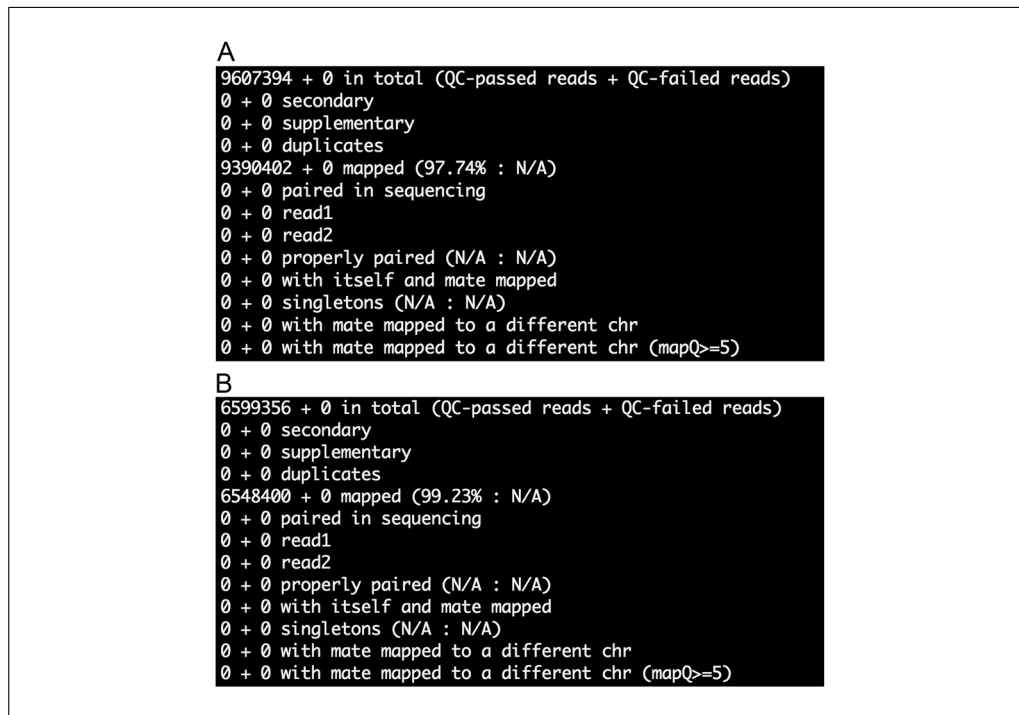 A
9607394 + 0 in total (QC-passed reads + QC-failed reads)
0 + 0 secondary
0 + 0 supplementary
0 + 0 duplicates
9390402 + 0 mapped (97.74% : N/A)
0 + 0 paired in sequencing
0 + 0 read1
0 + 0 read2
0 + 0 properly paired (N/A : N/A)
0 + 0 with itself and mate mapped
0 + 0 singletons (N/A : N/A)
0 + 0 with mate mapped to a different chr
0 + 0 with mate mapped to a different chr (mapQ>=5)
B
6599356 + 0 in total (QC-passed reads + QC-failed reads)
0 + 0 secondary
0 + 0 supplementary
0 + 0 duplicates
6548400 + 0 mapped (99.23% : N/A)
0 + 0 paired in sequencing
0 + 0 read1
0 + 0 read2
0 + 0 properly paired (N/A : N/A)
0 + 0 with itself and mate mapped
0 + 0 singletons (N/A : N/A)
0 + 0 with mate mapped to a different chr
0 + 0 with mate mapped to a different chr (mapQ>=5)